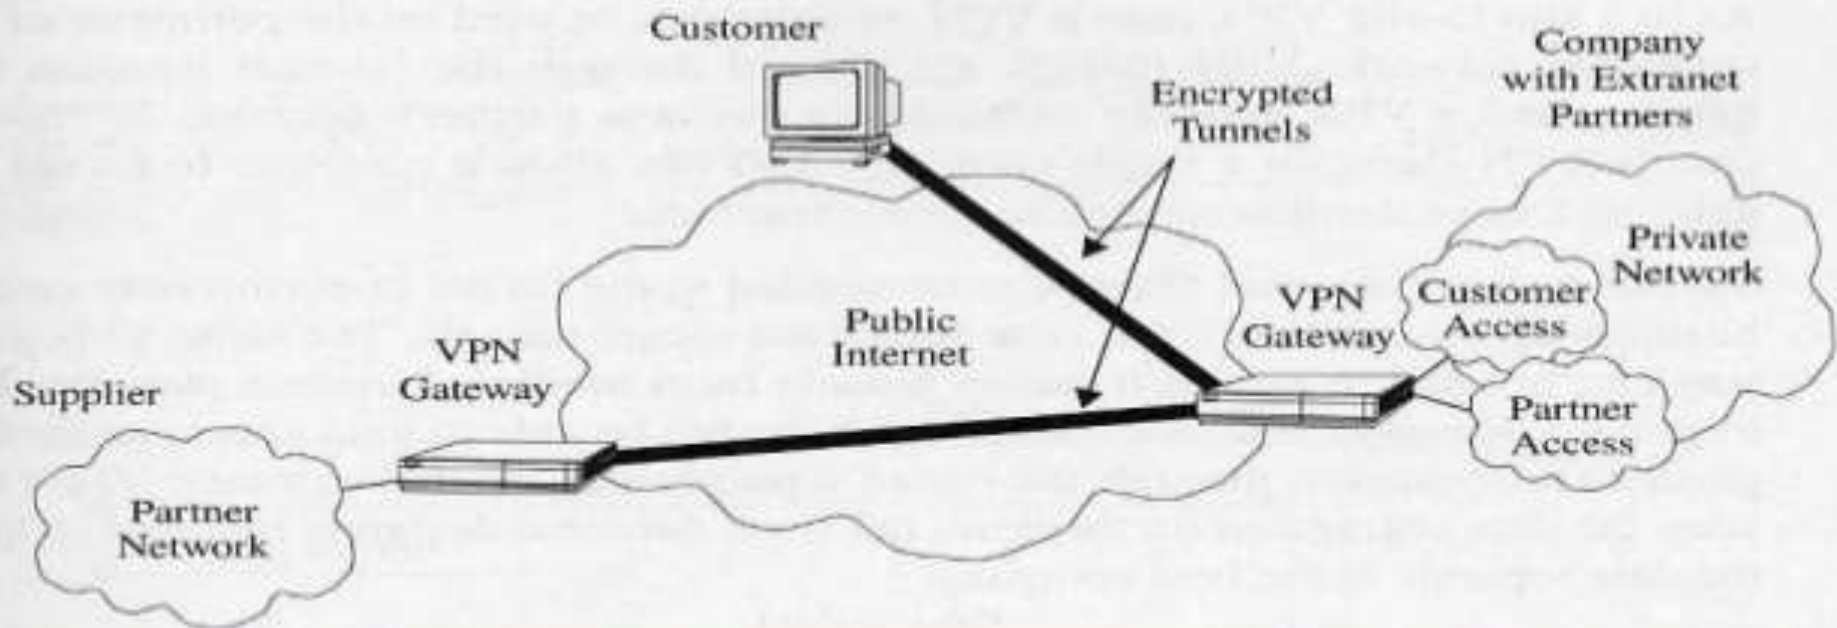 Customer
Company
with Extranet
Partners
Encrypted
Tunnels
Private
Network
Customer
Access
VPN
Gateway
Public
Internet
VPN
Gateway
Supplier
Partner
Access
Partner
Network